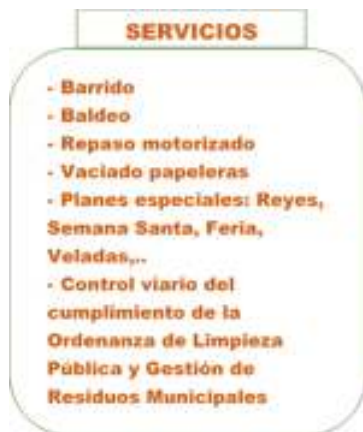 SERVICIOS
- Barrido
- Baldeo
- Repaso motorizado
- Vaciado papeleras
- Planes especiales: Reyes,
Semana Santa, Feria,
Veladas,..
- Control viario del
cumplimiento de la
Ordenanza de Limpieza
Pública y Gestión de
Residuos Municipales